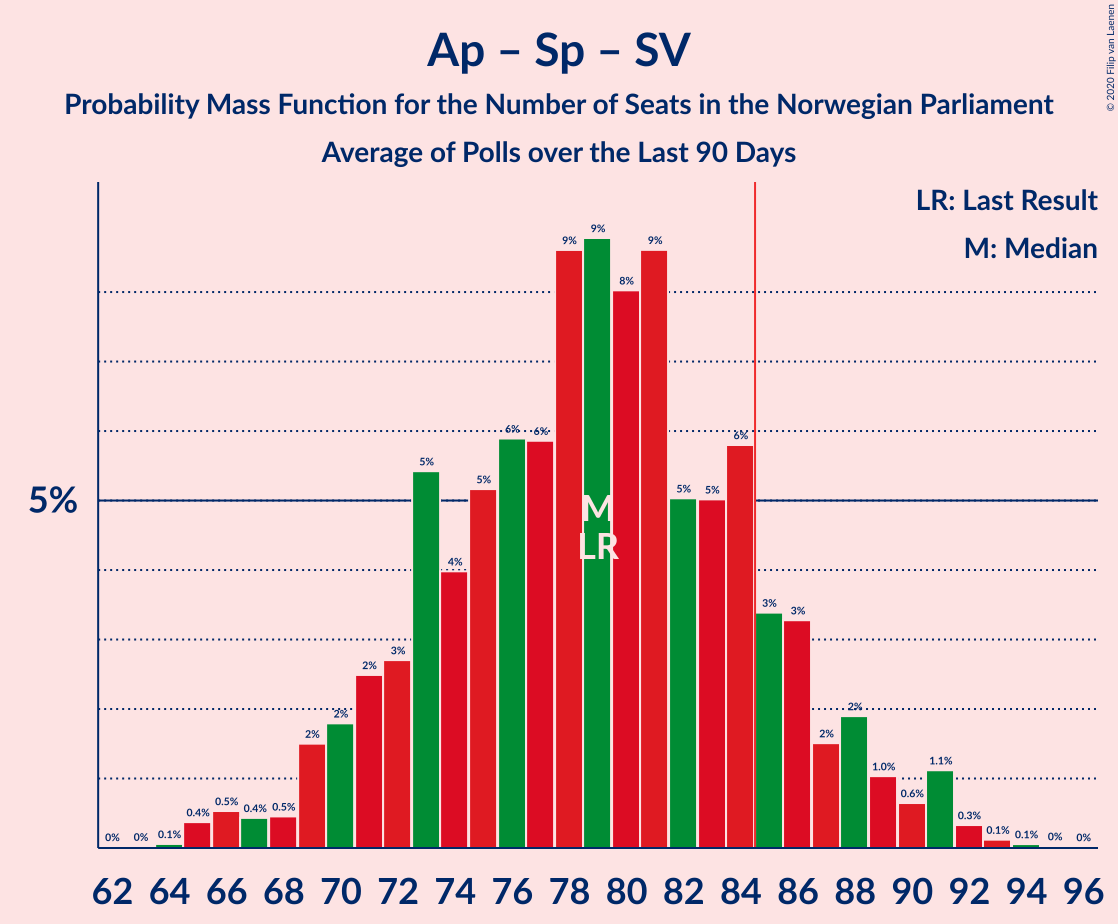 Ap – Sp – SV
Probability Mass Function for the Number of Seats in the Norwegian Parliament
Average of Polls over the Last 90 Days
© 2020 Filip van Laenen
LR: Last Result
M: Median
5%
0% 0% 0.1% 0.4% 0.5% 0.4% 0.5% 2% 2% 2% 3% 5% 4% 5% 6% 6% 9% 9% 8% 9% 5% 5% 6% 3% 3% 2% 2% 1.0% 0.6% 1.1% 0.3% 0.1% 0.1% 0% 0%
M
LR
62 64 66 68 70 72 74 76 78 80 82 84 86 88 90 92 94 96